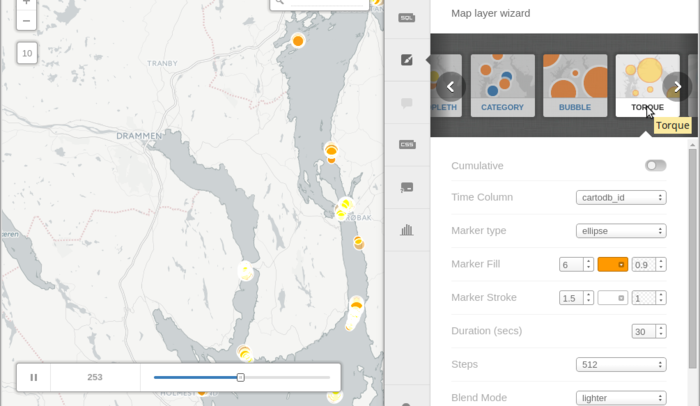 Map layer wizard
SQL
10
TRANBY
PLETH
CATEGORY
BUBBLE
TORQUE
Torque
DRAMMEN
CSS
Cumulative
Time Column
cartodb_id
ØBAK
Marker type
ellipse
eren
Marker Fill
6
0.9
Marker Stroke
1.5
1
Duration (secs)
30
Steps
512
253
Blend Mode
lighter